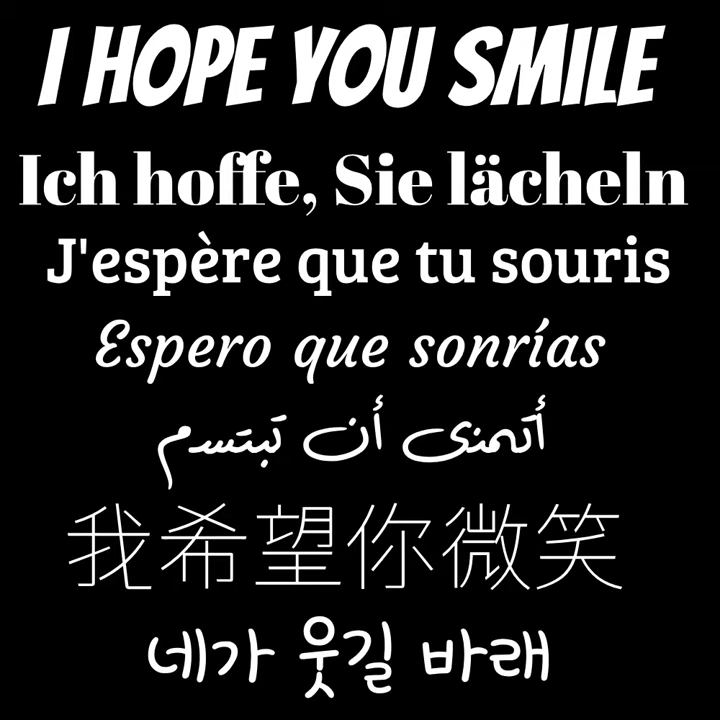 I HOPE YOU SMILE
Ich hoffe, Sie lächeln
J'espère que tu souris
Espero que sonrías
أتمنى أن تبتسم
我希望你微笑
네가 웃길 바래